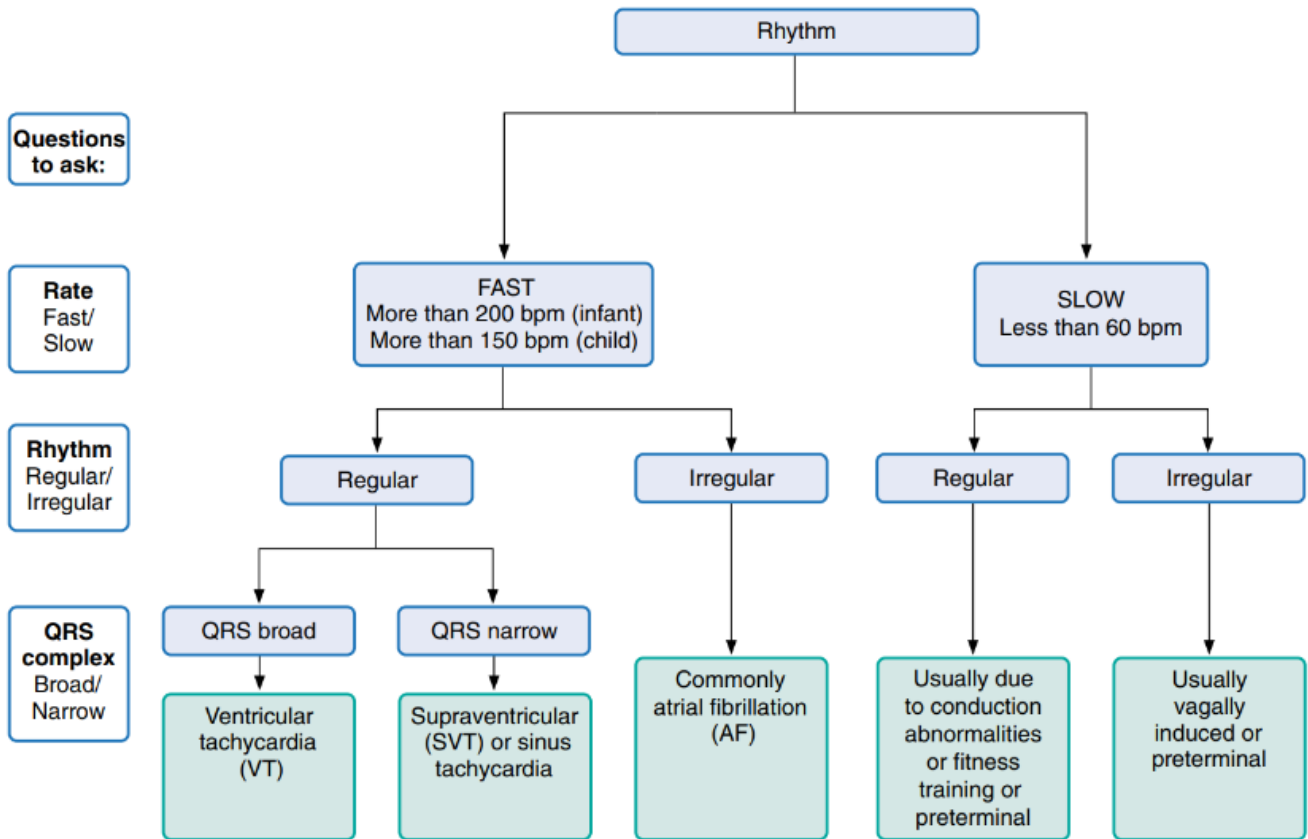 Rhythm
Questions
to ask:
Rate
Fast/
Slow
FAST
More than 200 bpm (infant)
More than 150 bpm (child)
SLOW
Less than 60 bpm
Rhythm
Regular/
Irregular
Regular
Irregular
Regular
Irregular
QRS
complex
Broad/
Narrow
QRS broad
QRS narrow
Ventricular
tachycardia
(VT)
Supraventricular
(SVT) or sinus
tachycardia
Commonly
atrial fibrillation
(AF)
Usually due
to conduction
abnormalities
or fitness
training or
preterminal
Usually
vagally
induced or
preterminal